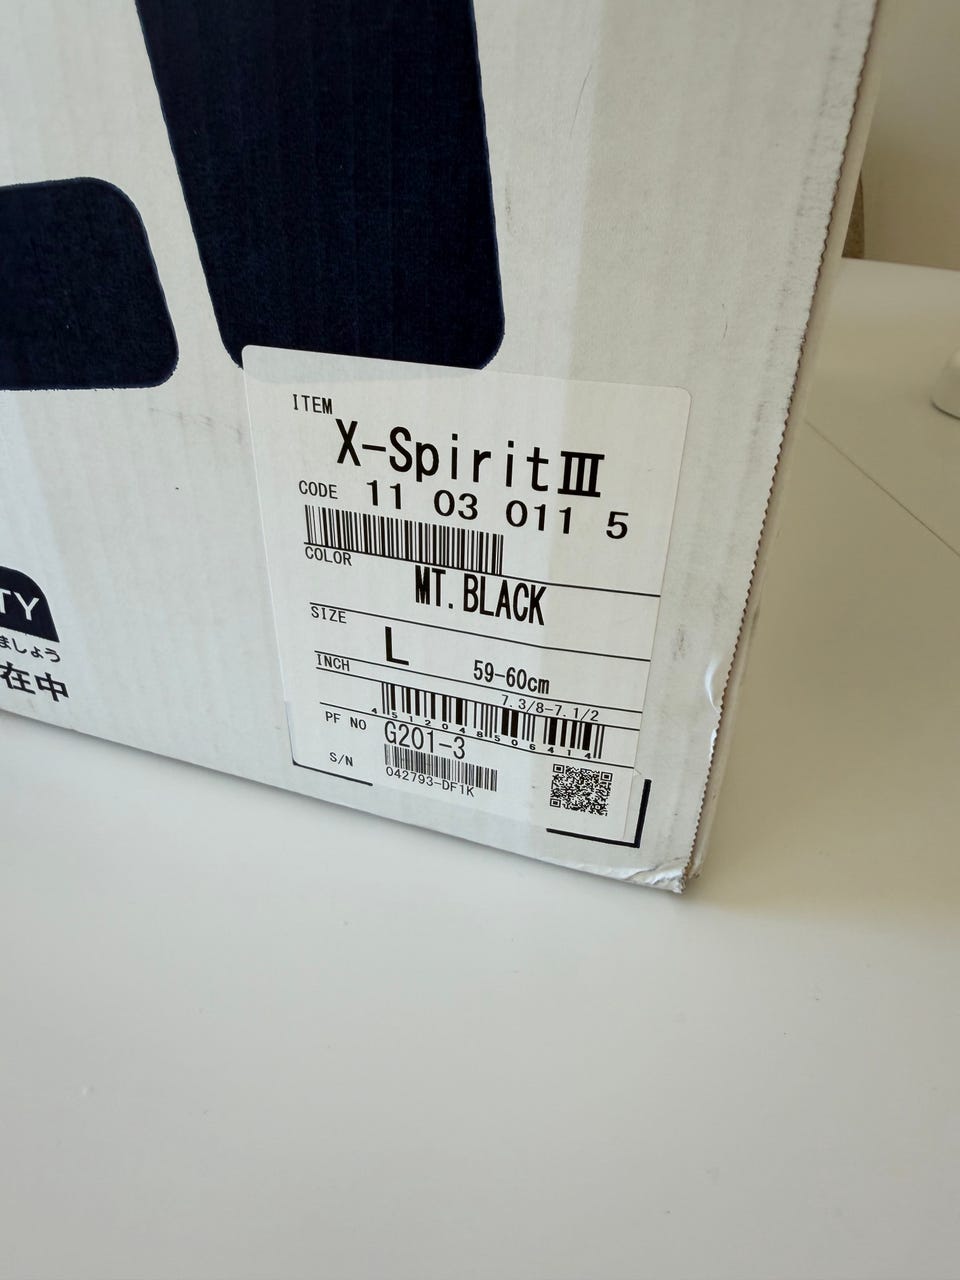 ITEM
X-SpiritⅢ
CODE 11 03 011 5
COLOR
MT.BLACK
SIZE
L 59-60cm
INCH 7.3/8-7.1/2
4512048506414
PF NO G201-3
S/N
042793-DF1K
TY
ましょう
在中